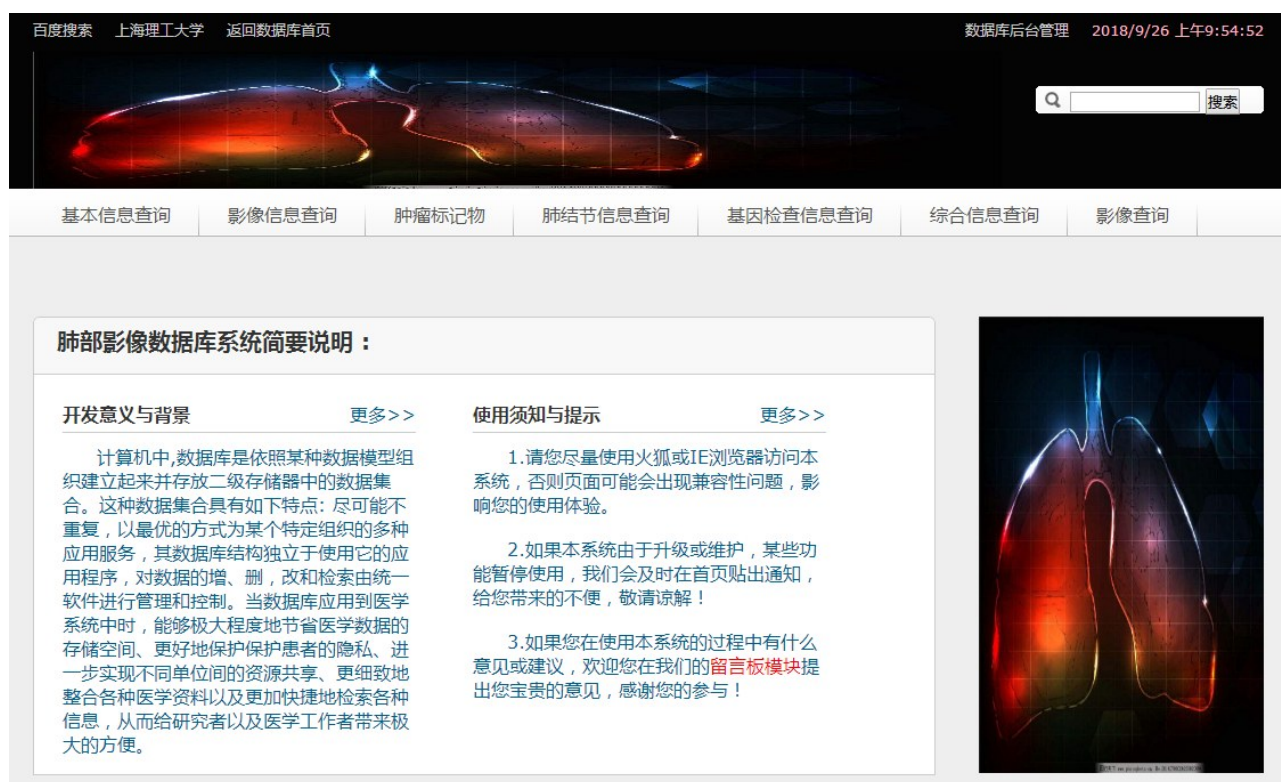 百度搜索 上海理工大学 返回数据库首页 数据库后台管理 2018/9/26 上午9:54:52
搜索
基本信息查询 影像信息查询 肿瘤标记物 肺结节信息查询 基因检查信息查询 综合信息查询 影像查询
肺部影像数据库系统简要说明：
开发意义与背景 更多>>
计算机中,数据库是依照某种数据模型组
织建立起来并存放二级存储器中的数据集
合。这种数据集合具有如下特点: 尽可能不
重复，以最优的方式为某个特定组织的多种
应用服务，其数据库结构独立于使用它的应
用程序，对数据的增、删，改和检索由统一
软件进行管理和控制。当数据库应用到医学
系统中时，能够极大程度地节省医学数据的
存储空间、更好地保护保护患者的隐私、进
一步实现不同单位间的资源共享、更细致地
整合各种医学资料以及更加快捷地检索各种
信息，从而给研究者以及医学工作者带来极
大的方便。
使用须知与提示 更多>>
1.请您尽量使用火狐或IE浏览器访问本
系统，否则页面可能会出现兼容性问题，影
响您的使用体验。
2.如果本系统由于升级或维护，某些功
能暂停使用，我们会及时在首页贴出通知，
给您带来的不便，敬请谅解！
3.如果您在使用本系统的过程中有什么
意见或建议，欢迎您在我们的留言板模块提
出您宝贵的意见，感谢您的参与！